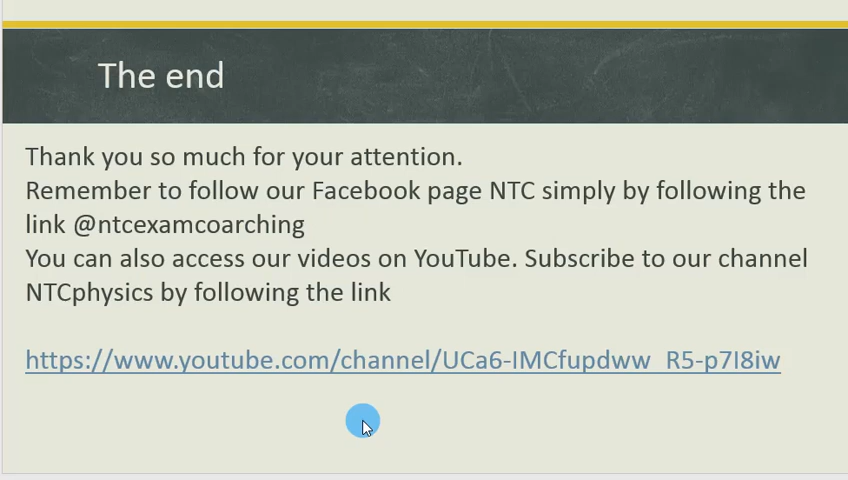 The end
Thank you so much for your attention.
Remember to follow our Facebook page NTC simply by following the
link @ntcexamcoarching
You can also access our videos on YouTube. Subscribe to our channel
NTCphysics by following the link
https://www.youtube.com/channel/UCa6-IMCfupdww_R5-p7I8iw